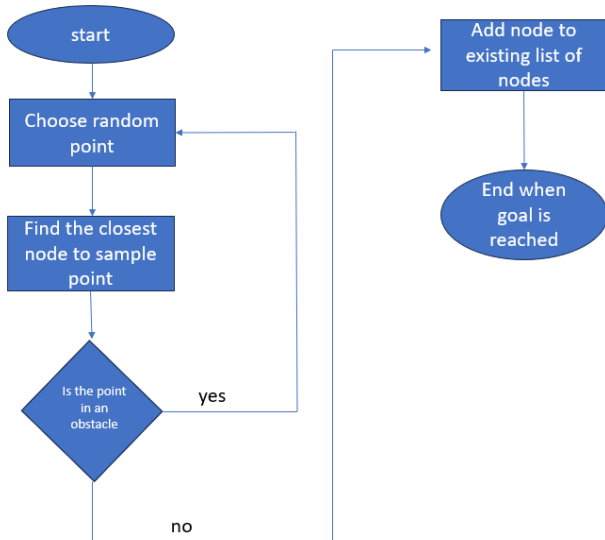 start
Choose random
point
Find the closest
node to sample
point
Is the point
in an
obstacle
yes
no
Add node to
existing list of
nodes
End when
goal is
reached